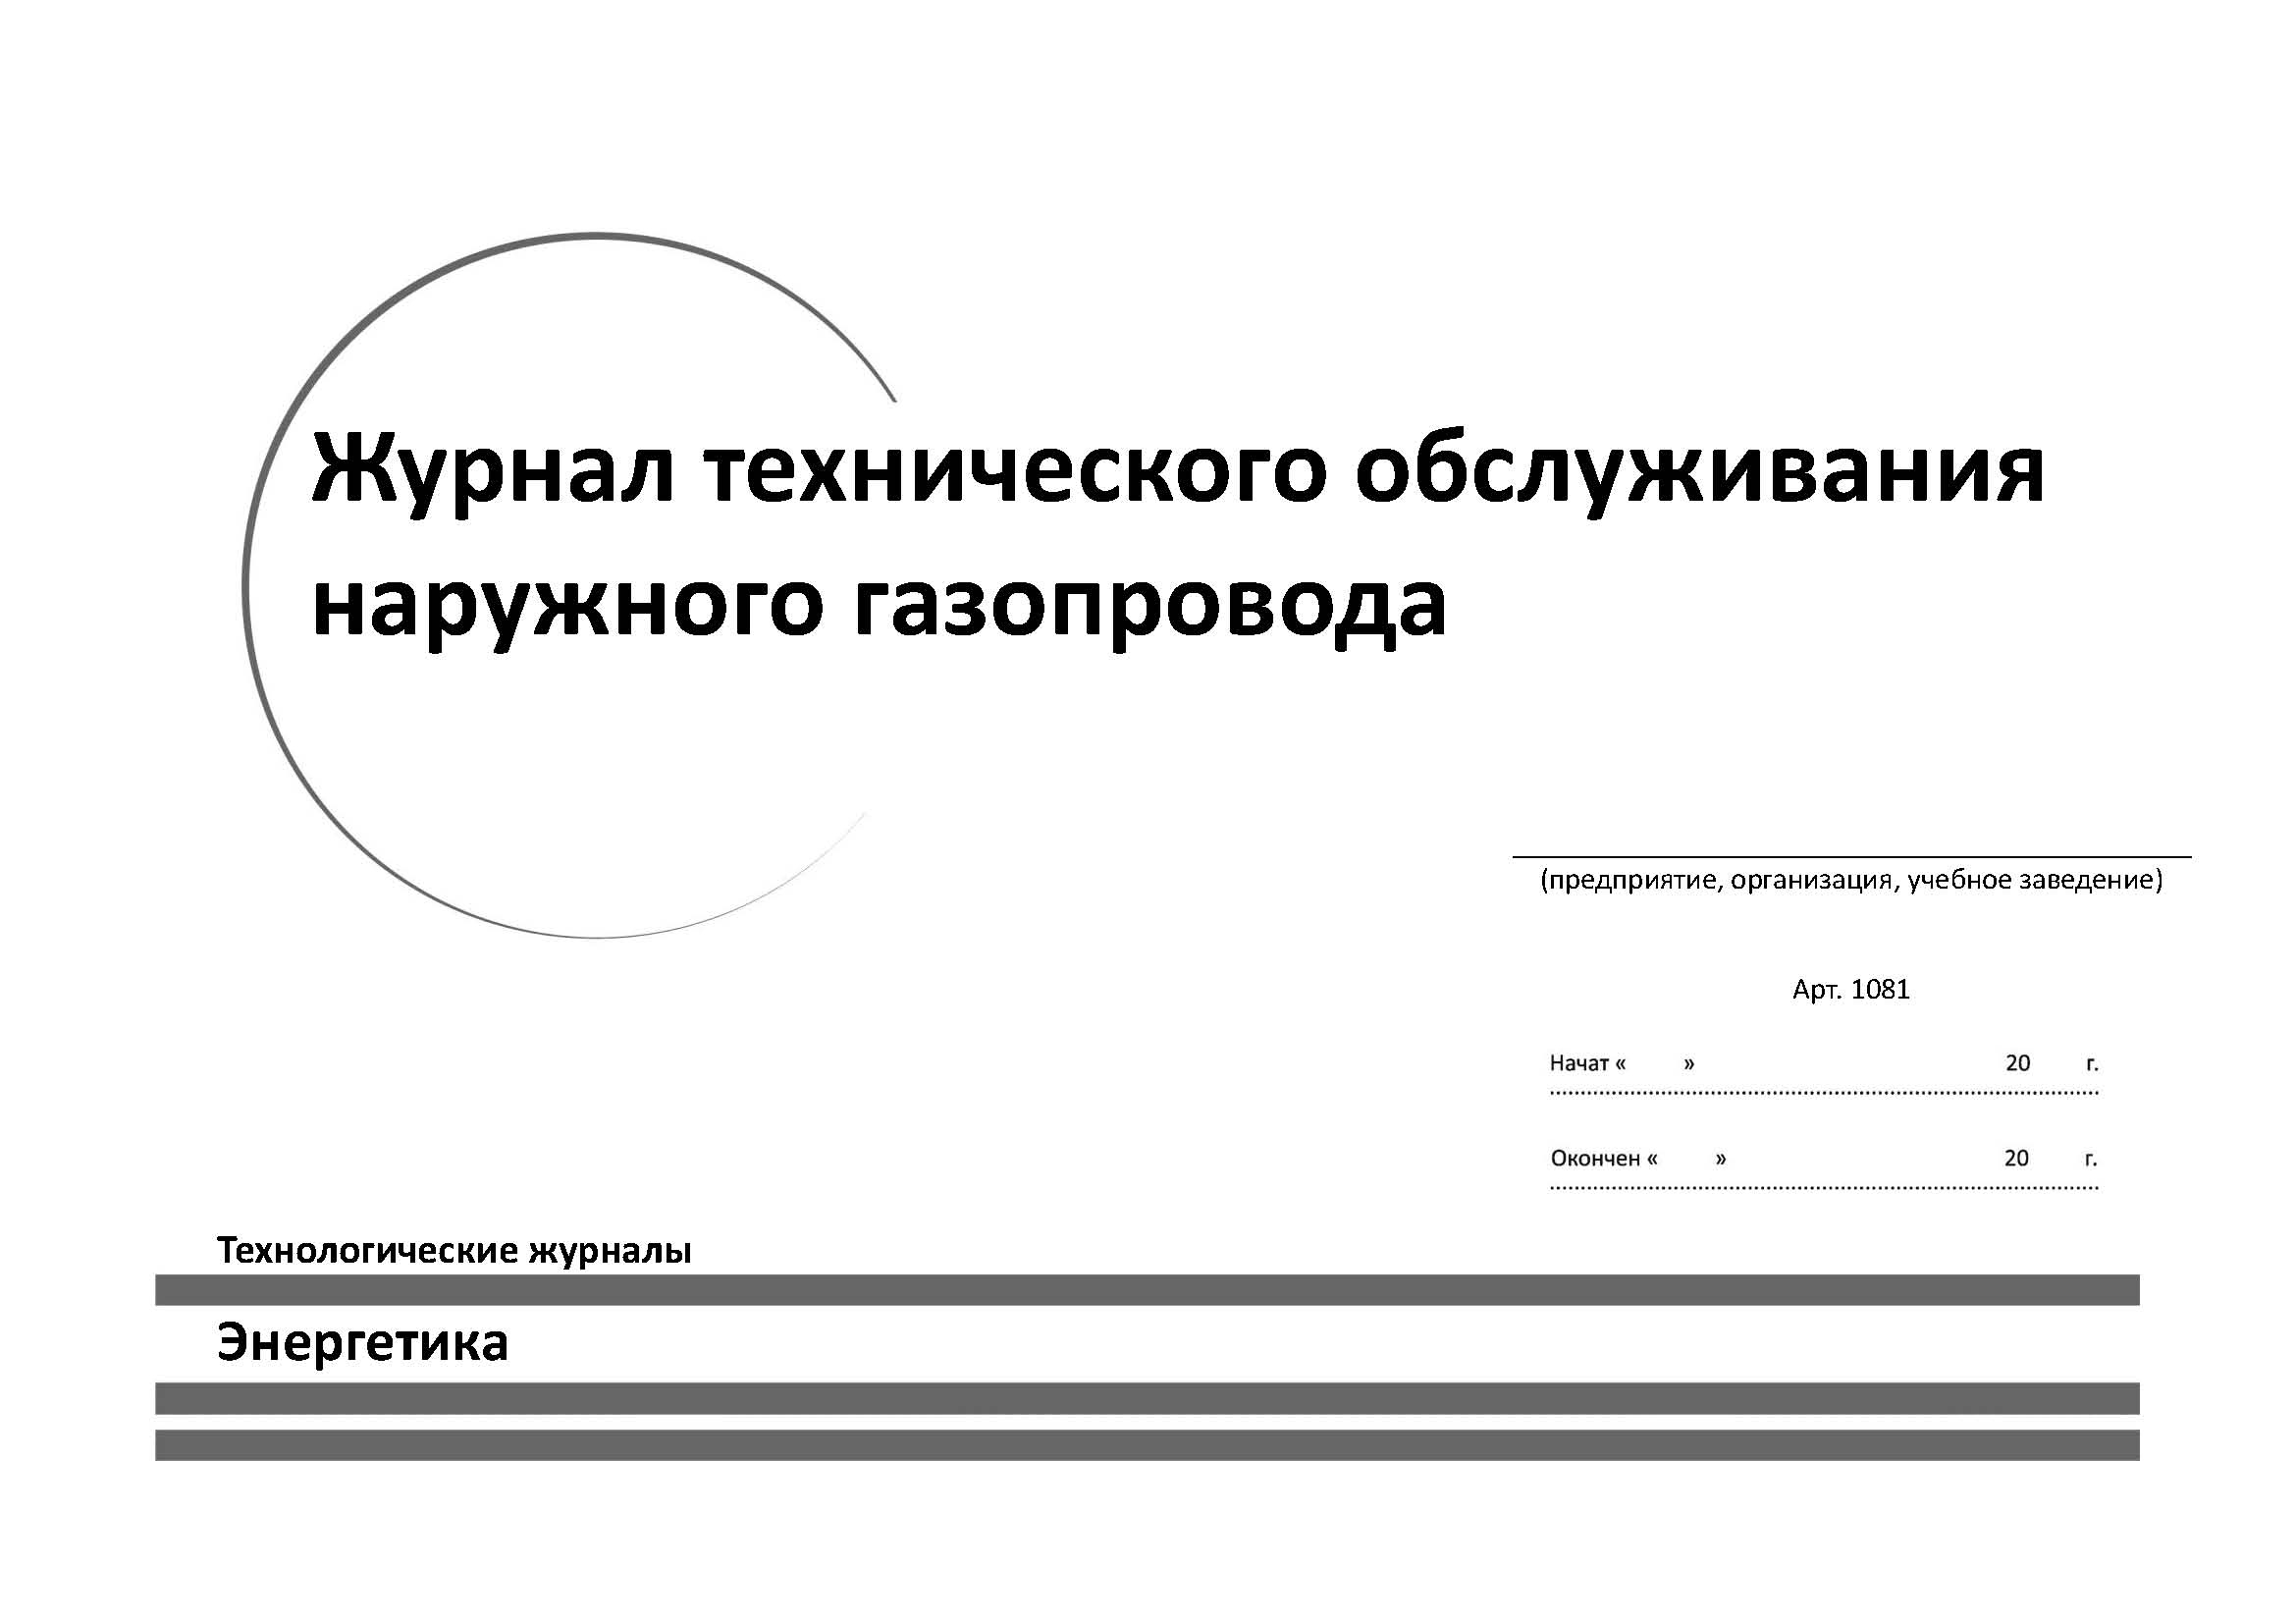 Журнал технического обслуживания
наружного газопровода
(предприятие, организация, учебное заведение)
Арт. 1081
Начат « » 20 г.
Окончен « » 20 г.
Технологические журналы
Энергетика